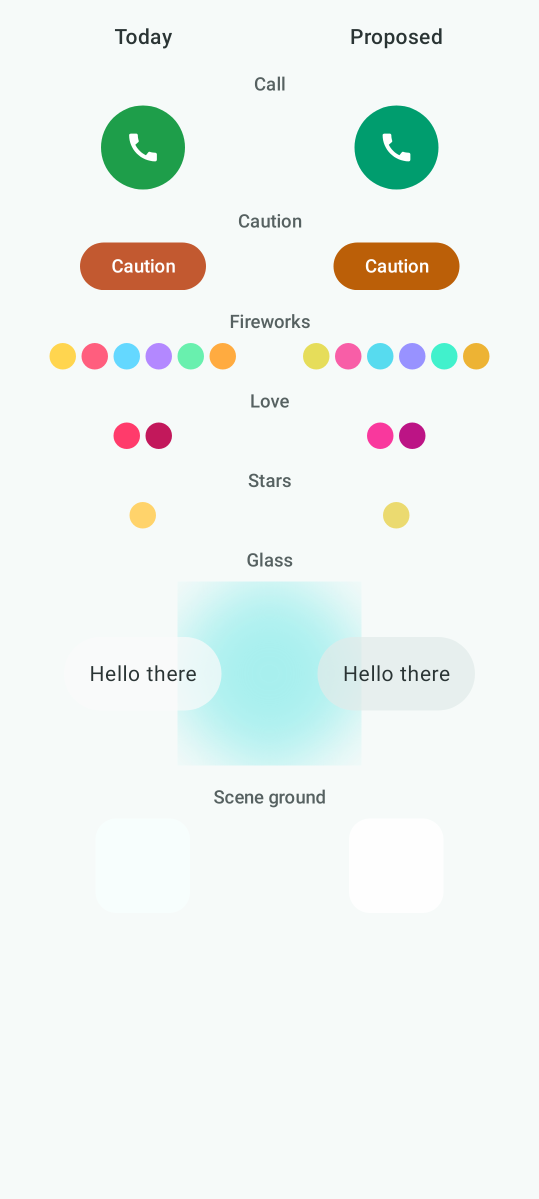 Today Proposed
Call
Caution
Caution Caution
Fireworks
Love
Stars
Glass
Hello there Hello there
Scene ground